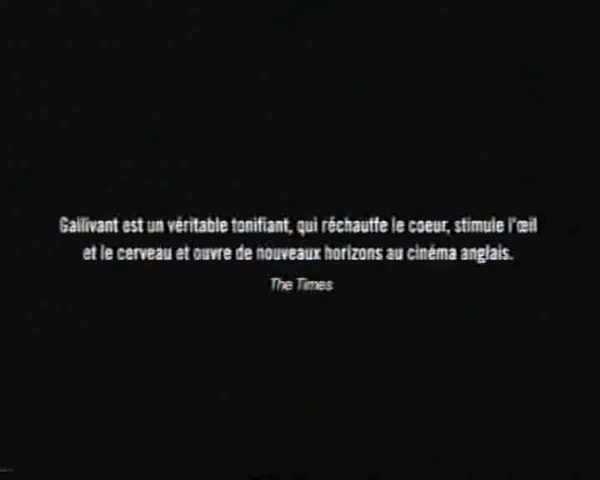 Gallivant est un véritable tonifiant, qui réchauffe le coeur, stimule l'œil
et le cerveau et ouvre de nouveaux horizons au cinéma anglais.
The Times